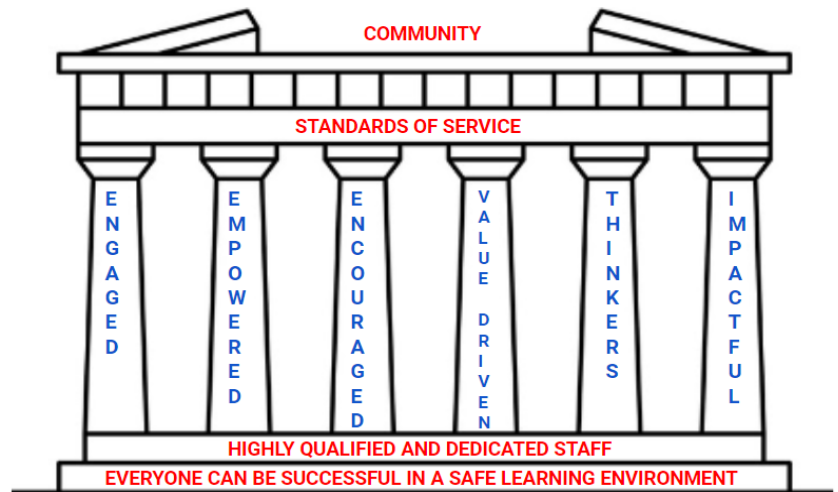 COMMUNITY
STANDARDS OF SERVICE
ENGAGED
EMPOWERED
ENCOURAGED
VALUE DRIVEN
THINKERS
IMPACTFUL
HIGHLY QUALIFIED AND DEDICATED STAFF
EVERYONE CAN BE SUCCESSFUL IN A SAFE LEARNING ENVIRONMENT